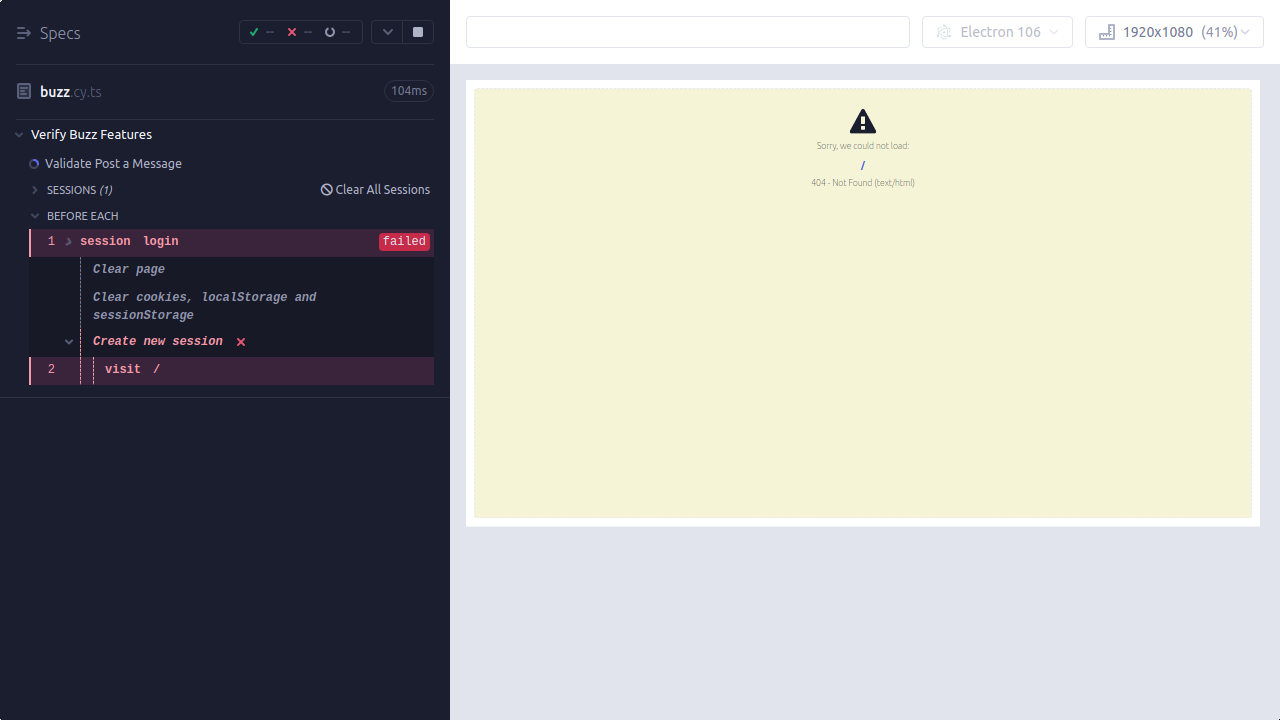 Specs
-- -- --
buzz.cy.ts 104ms
Verify Buzz Features
Validate Post a Message
SESSIONS (1) Clear All Sessions
BEFORE EACH
1 session login failed
Clear page
Clear cookies, localStorage and
sessionStorage
Create new session
2 visit /
Electron 106 1920x1080 (41%)
Sorry, we could not load:
/
404 - Not Found (text/html)